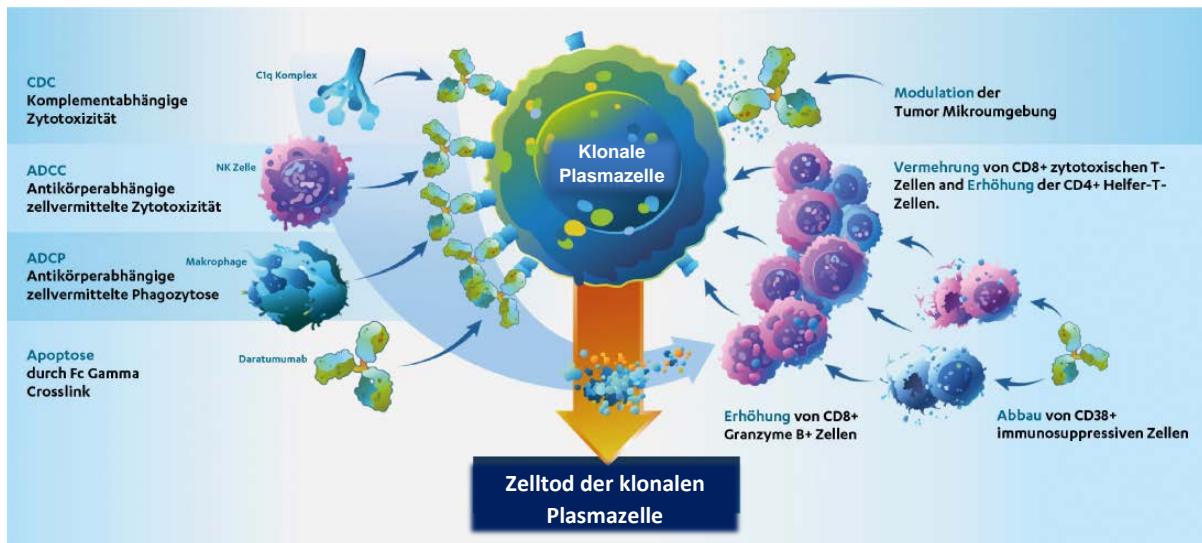 CDC
Komplementabhängige
Zytotoxizität
C1q Komplex
ADCC
Antikörperabhängige
zellvermittelte Zytotoxizität
NK Zelle
ADCP
Antikörperabhängige
zellvermittelte Phagozytose
Makrophage
Apoptose
durch Fc Gamma
Crosslink
Daratumumab
Klonale
Plasmazelle
Modulation der
Tumor Mikroumgebung
Vermehrung von CD8+ zytotoxischen T-
Zellen and Erhöhung der CD4+ Helfer-T-
Zellen.
Erhöhung von CD8+
Granzyme B+ Zellen
Abbau von CD38+
immunosuppressiven Zellen
Zelltod der klonalen
Plasmazelle